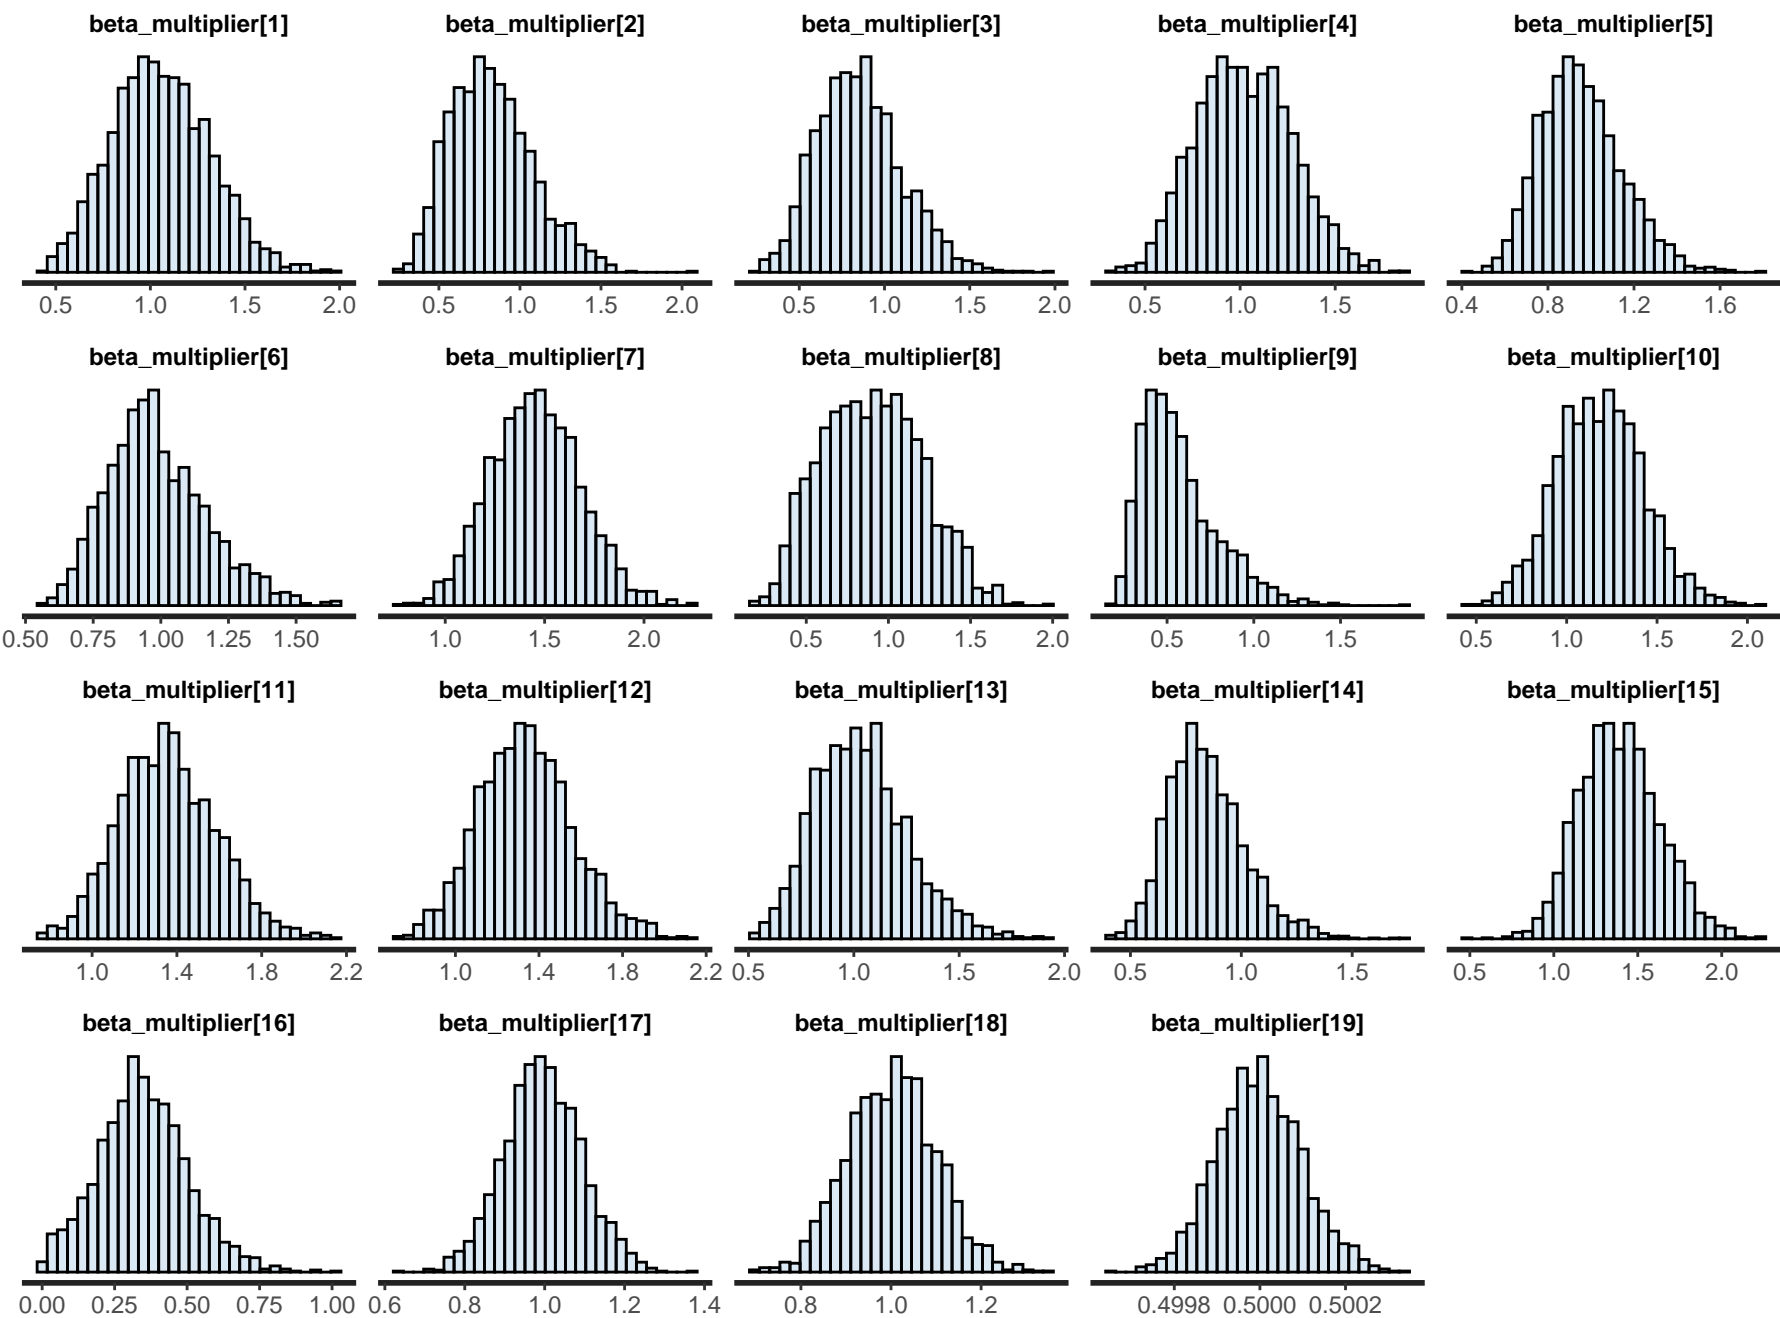 beta_multiplier[1] beta_multiplier[2] beta_multiplier[3] beta_multiplier[4] beta_multiplier[5]
0.5 1.0 1.5 2.0 0.5 1.0 1.5 2.0 0.5 1.0 1.5 2.0 0.5 1.0 1.5 0.4 0.8 1.2 1.6
beta_multiplier[6] beta_multiplier[7] beta_multiplier[8] beta_multiplier[9] beta_multiplier[10]
0.50 0.75 1.00 1.25 1.50 1.0 1.5 2.0 0.5 1.0 1.5 2.0 0.5 1.0 1.5 0.5 1.0 1.5 2.0
beta_multiplier[11] beta_multiplier[12] beta_multiplier[13] beta_multiplier[14] beta_multiplier[15]
1.0 1.4 1.8 2.2 1.0 1.4 1.8 2.2 0.5 1.0 1.5 2.0 0.5 1.0 1.5 0.5 1.0 1.5 2.0
beta_multiplier[16] beta_multiplier[17] beta_multiplier[18] beta_multiplier[19]
0.00 0.25 0.50 0.75 1.00 0.6 0.8 1.0 1.2 1.4 0.8 1.0 1.2 0.4998 0.5000 0.5002